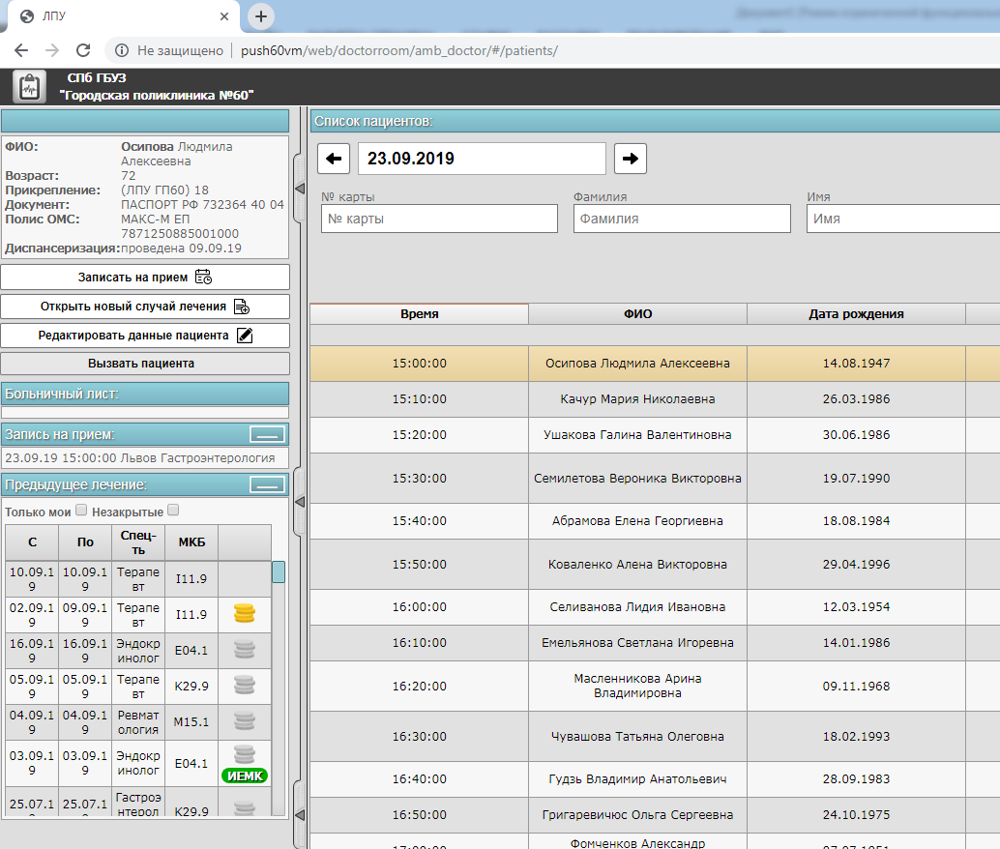 ЛПУ
Не защищено
push60vm/web/doctorroom/amb_doctor/#/patients/
СПб ГБУЗ
"Городская поликлиника №60"
ФИО: Осипова Людмила
Алексеевна
Возраст: 72
Прикрепление: (ЛПУ ГП60) 18
Документ: ПАСПОРТ РФ 732364 40 04
Полис ОМС: МАКС-М ЕП
7871250885001000
Диспансеризация: проведена 09.09.19
Записать на прием
Открыть новый случай лечения
Редактировать данные пациента
Вызвать пациента
Больничный лист:
Запись на прием:
23.09.19 15:00:00 Львов Гастроэнтерология
Предыдущее лечение:
Только мои Незакрытые
С По Спец-ть МКБ
10.09.19 10.09.19 Терапевт I11.9
02.09.19 09.09.19 Терапевт I11.9
16.09.19 16.09.19 Эндокринолог E04.1
05.09.19 05.09.19 Терапевт K29.9
04.09.19 04.09.19 Ревматология M15.1
03.09.19 03.09.19 Эндокринолог E04.1 ИЕМК
25.07.1 25.07.1 Гастроэнтерол K29.9
Список пациентов:
23.09.2019
№ карты Фамилия Имя
№ карты Фамилия Имя
Время ФИО Дата рождения
15:00:00 Осипова Людмила Алексеевна 14.08.1947
15:10:00 Качур Мария Николаевна 26.03.1986
15:20:00 Ушакова Галина Валентиновна 30.06.1986
15:30:00 Семилетова Вероника Викторовна 19.07.1990
15:40:00 Абрамова Елена Георгиевна 18.08.1984
15:50:00 Коваленко Алена Викторовна 29.04.1996
16:00:00 Селиванова Лидия Ивановна 12.03.1954
16:10:00 Емельянова Светлана Игоревна 14.01.1986
16:20:00 Масленникова Арина Владимировна 09.11.1968
16:30:00 Чувашова Татьяна Олеговна 18.02.1993
16:40:00 Гудзь Владимир Анатольевич 28.09.1983
16:50:00 Григаревичюс Ольга Сергеевна 24.10.1975
Фомченков Александр